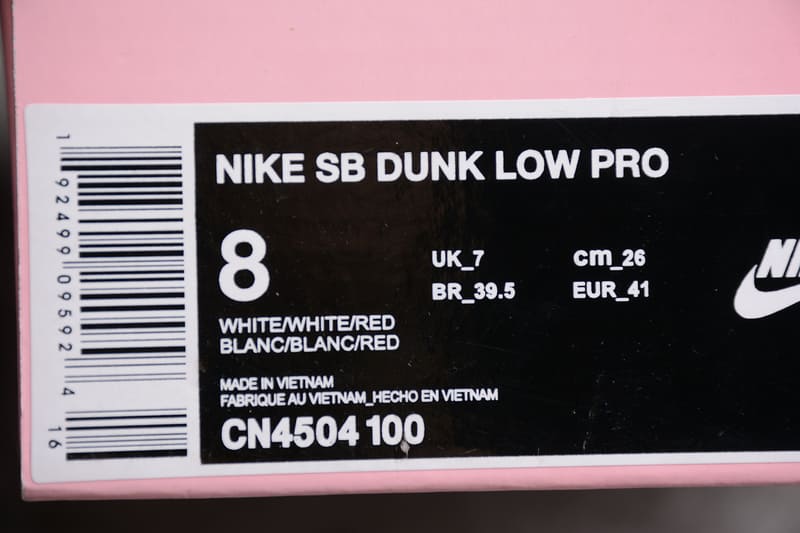 NIKE SB DUNK LOW PRO
8
UK_7
cm_26
BR_39.5
EUR_41
WHITE/WHITE/RED
BLANC/BLANC/RED
MADE IN VIETNAM
FABRIQUE AU VIETNAM_HECHO EN VIETNAM
CN4504 100
1 92499 09592 4
16